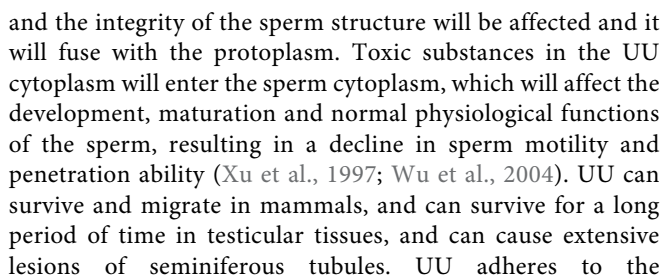 and the integrity of the sperm structure will be affected and it
will fuse with the protoplasm. Toxic substances in the UU
cytoplasm will enter the sperm cytoplasm, which will affect the
development, maturation and normal physiological functions
of the sperm, resulting in a decline in sperm motility and
penetration ability (Xu et al., 1997; Wu et al., 2004). UU can
survive and migrate in mammals, and can survive for a long
period of time in testicular tissues, and can cause extensive
lesions of seminiferous tubules. UU adheres to the